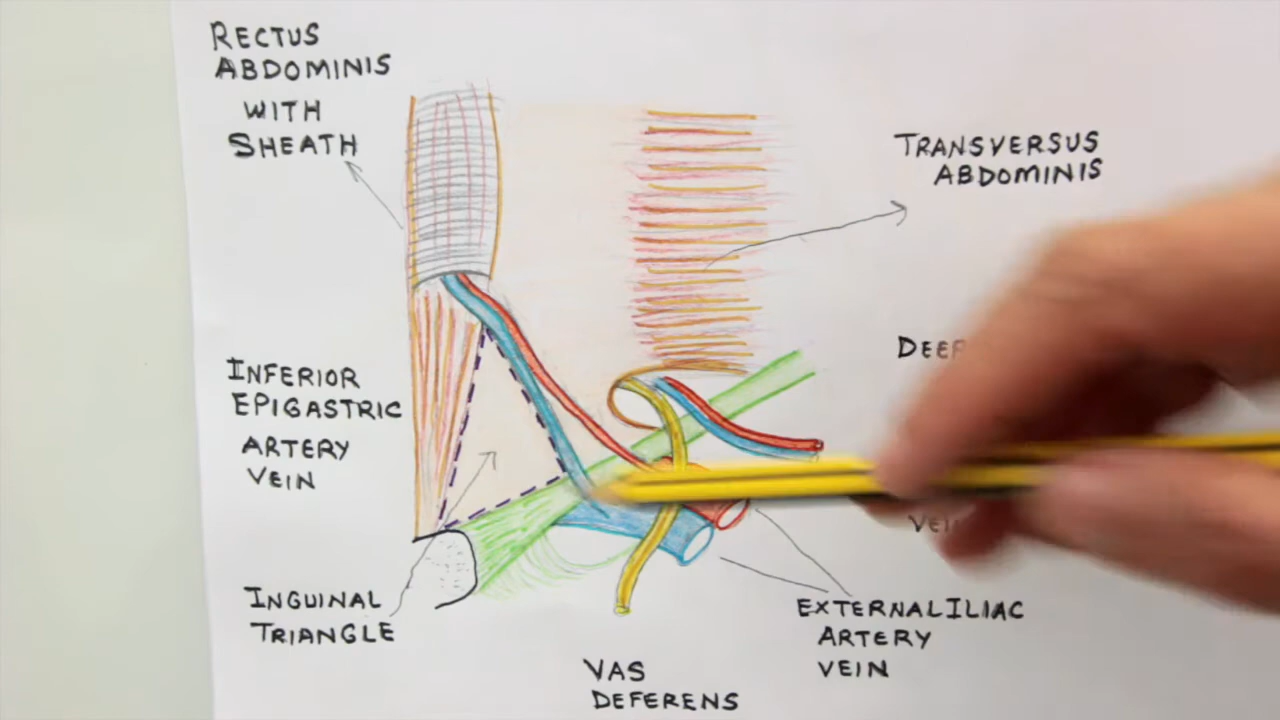 RECTUS
ABDOMINIS
WITH
SHEATH
TRANSVERSUS
ABDOMINIS
INFERIOR
EPIGASTRIC
ARTERY
VEIN
INGUINAL
TRIANGLE
EXTERNAL ILIAC
ARTERY
VEIN
VAS
DEFERENS